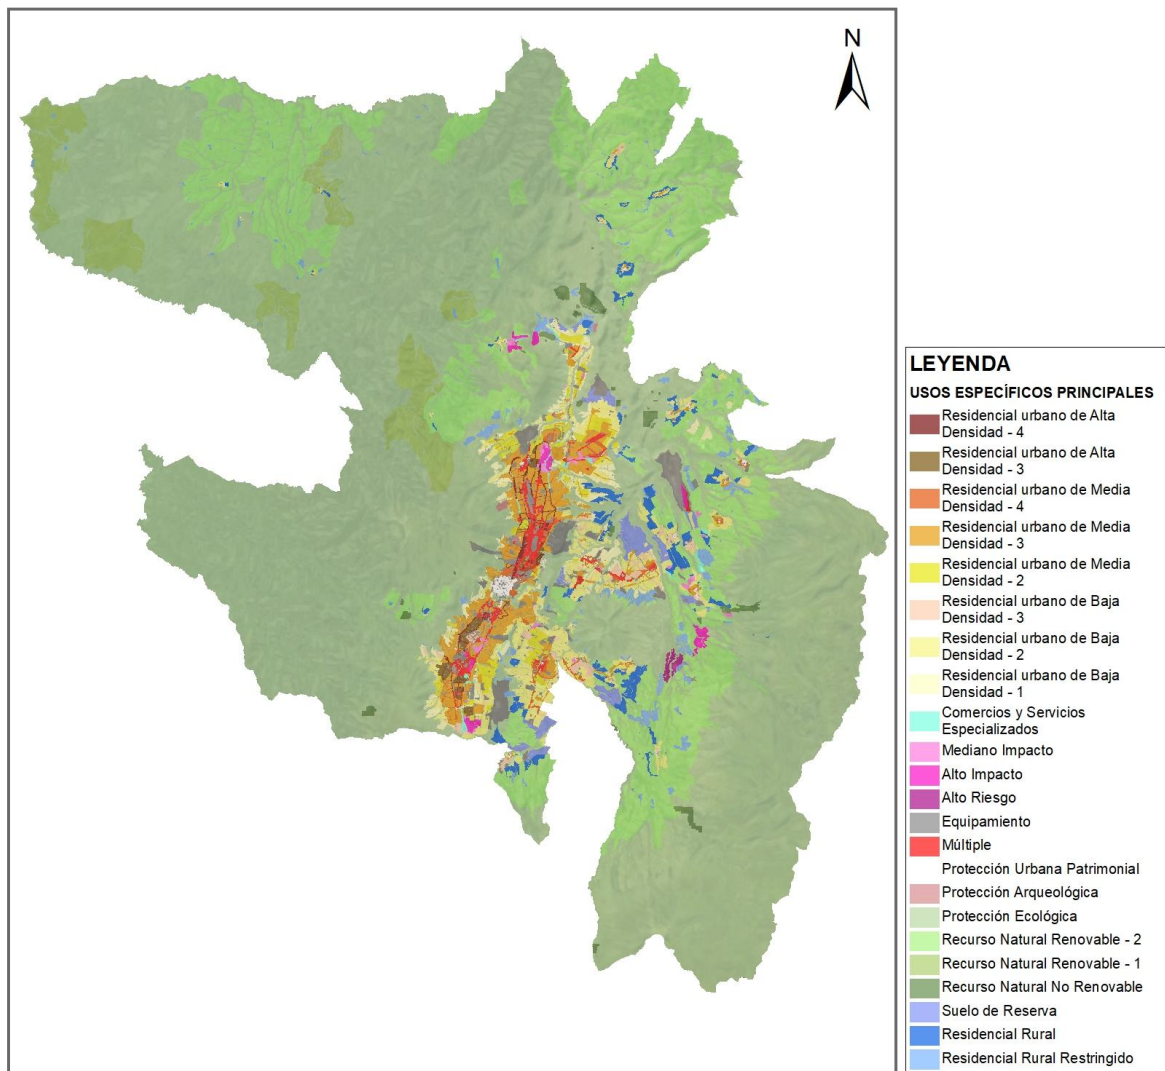 N
LEYENDA
USOS ESPECÍFICOS PRINCIPALES
Residencial urbano de Alta
Densidad - 4
Residencial urbano de Alta
Densidad - 3
Residencial urbano de Media
Densidad - 4
Residencial urbano de Media
Densidad - 3
Residencial urbano de Media
Densidad - 2
Residencial urbano de Baja
Densidad - 3
Residencial urbano de Baja
Densidad - 2
Residencial urbano de Baja
Densidad - 1
Comercios y Servicios
Especializados
Mediano Impacto
Alto Impacto
Alto Riesgo
Equipamiento
Múltiple
Protección Urbana Patrimonial
Protección Arqueológica
Protección Ecológica
Recurso Natural Renovable - 2
Recurso Natural Renovable - 1
Recurso Natural No Renovable
Suelo de Reserva
Residencial Rural
Residencial Rural Restringido